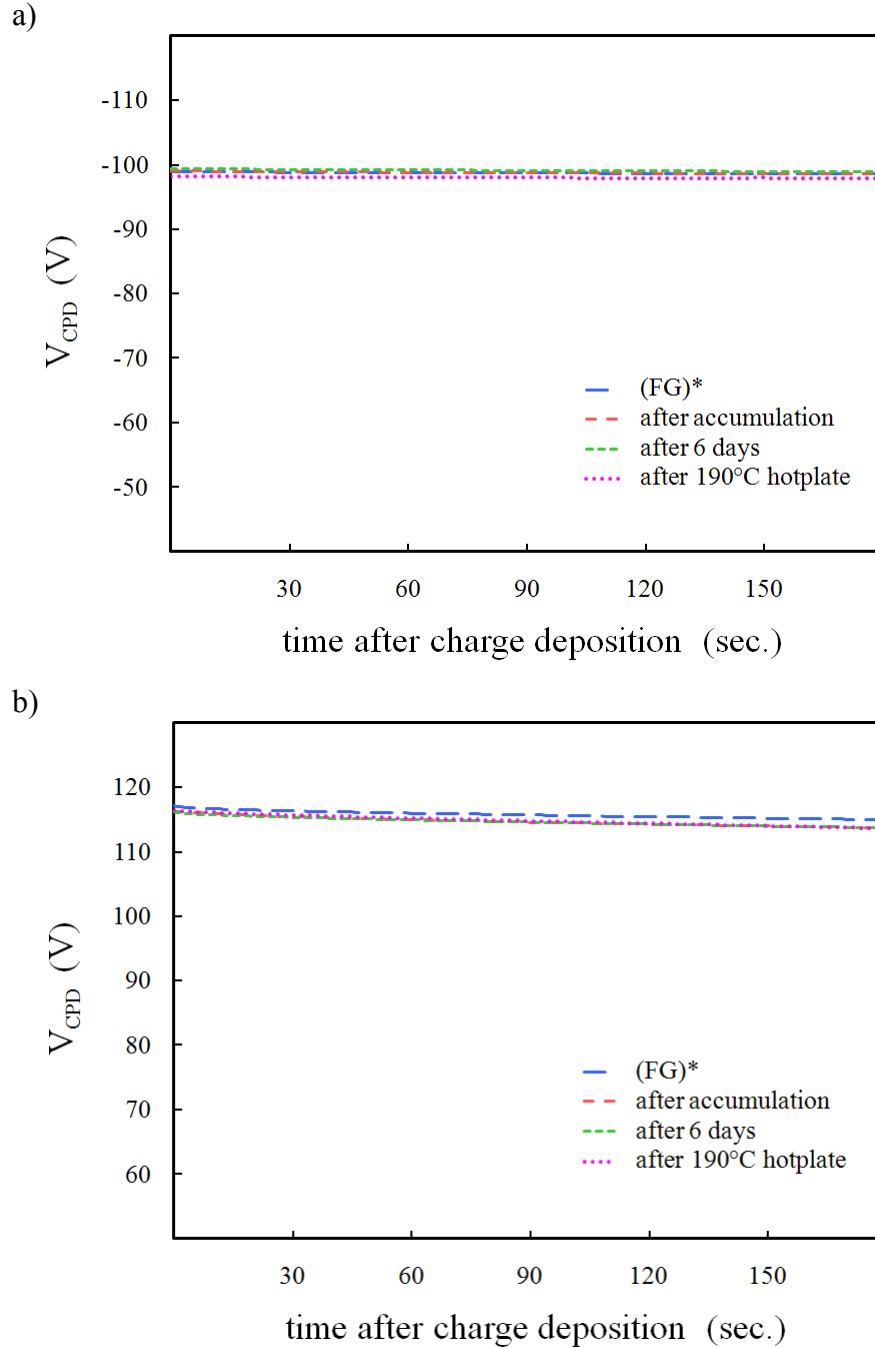 a)
-110
-100
-90
-80
-70
-60
-50
V_CPD (V)
(FG)*
after accumulation
after 6 days
after 190°C hotplate
30 60 90 120 150
time after charge deposition (sec.)
b)
120
110
100
90
80
70
60
V_CPD (V)
(FG)*
after accumulation
after 6 days
after 190°C hotplate
30 60 90 120 150
time after charge deposition (sec.)